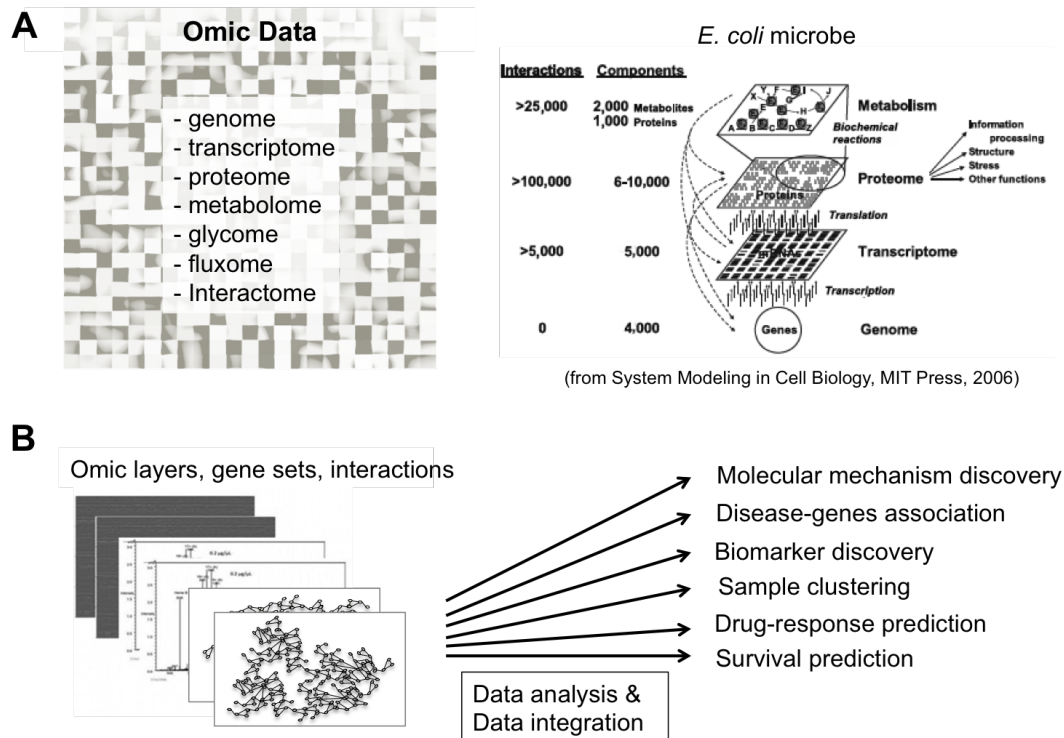 A
Omic Data
- genome
- transcriptome
- proteome
- metabolome
- glycome
- fluxome
- Interactome
E. coli microbe
Interactions Components
>25,000 2,000 Metabolites
1,000 Proteins
Metabolism
Biochemical
reactions
X Y F I J
E G H
A B C D Z
>100,000 6-10,000
Proteins
Proteome
Information
processing
Structure
Stress
Other functions
Translation
>5,000 5,000
mRNAs
Transcriptome
Transcription
0 4,000
Genes
Genome
(from System Modeling in Cell Biology, MIT Press, 2006)
B
Omic layers, gene sets, interactions
Molecular mechanism discovery
Disease-genes association
Biomarker discovery
Sample clustering
Drug-response prediction
Survival prediction
Data analysis &
Data integration